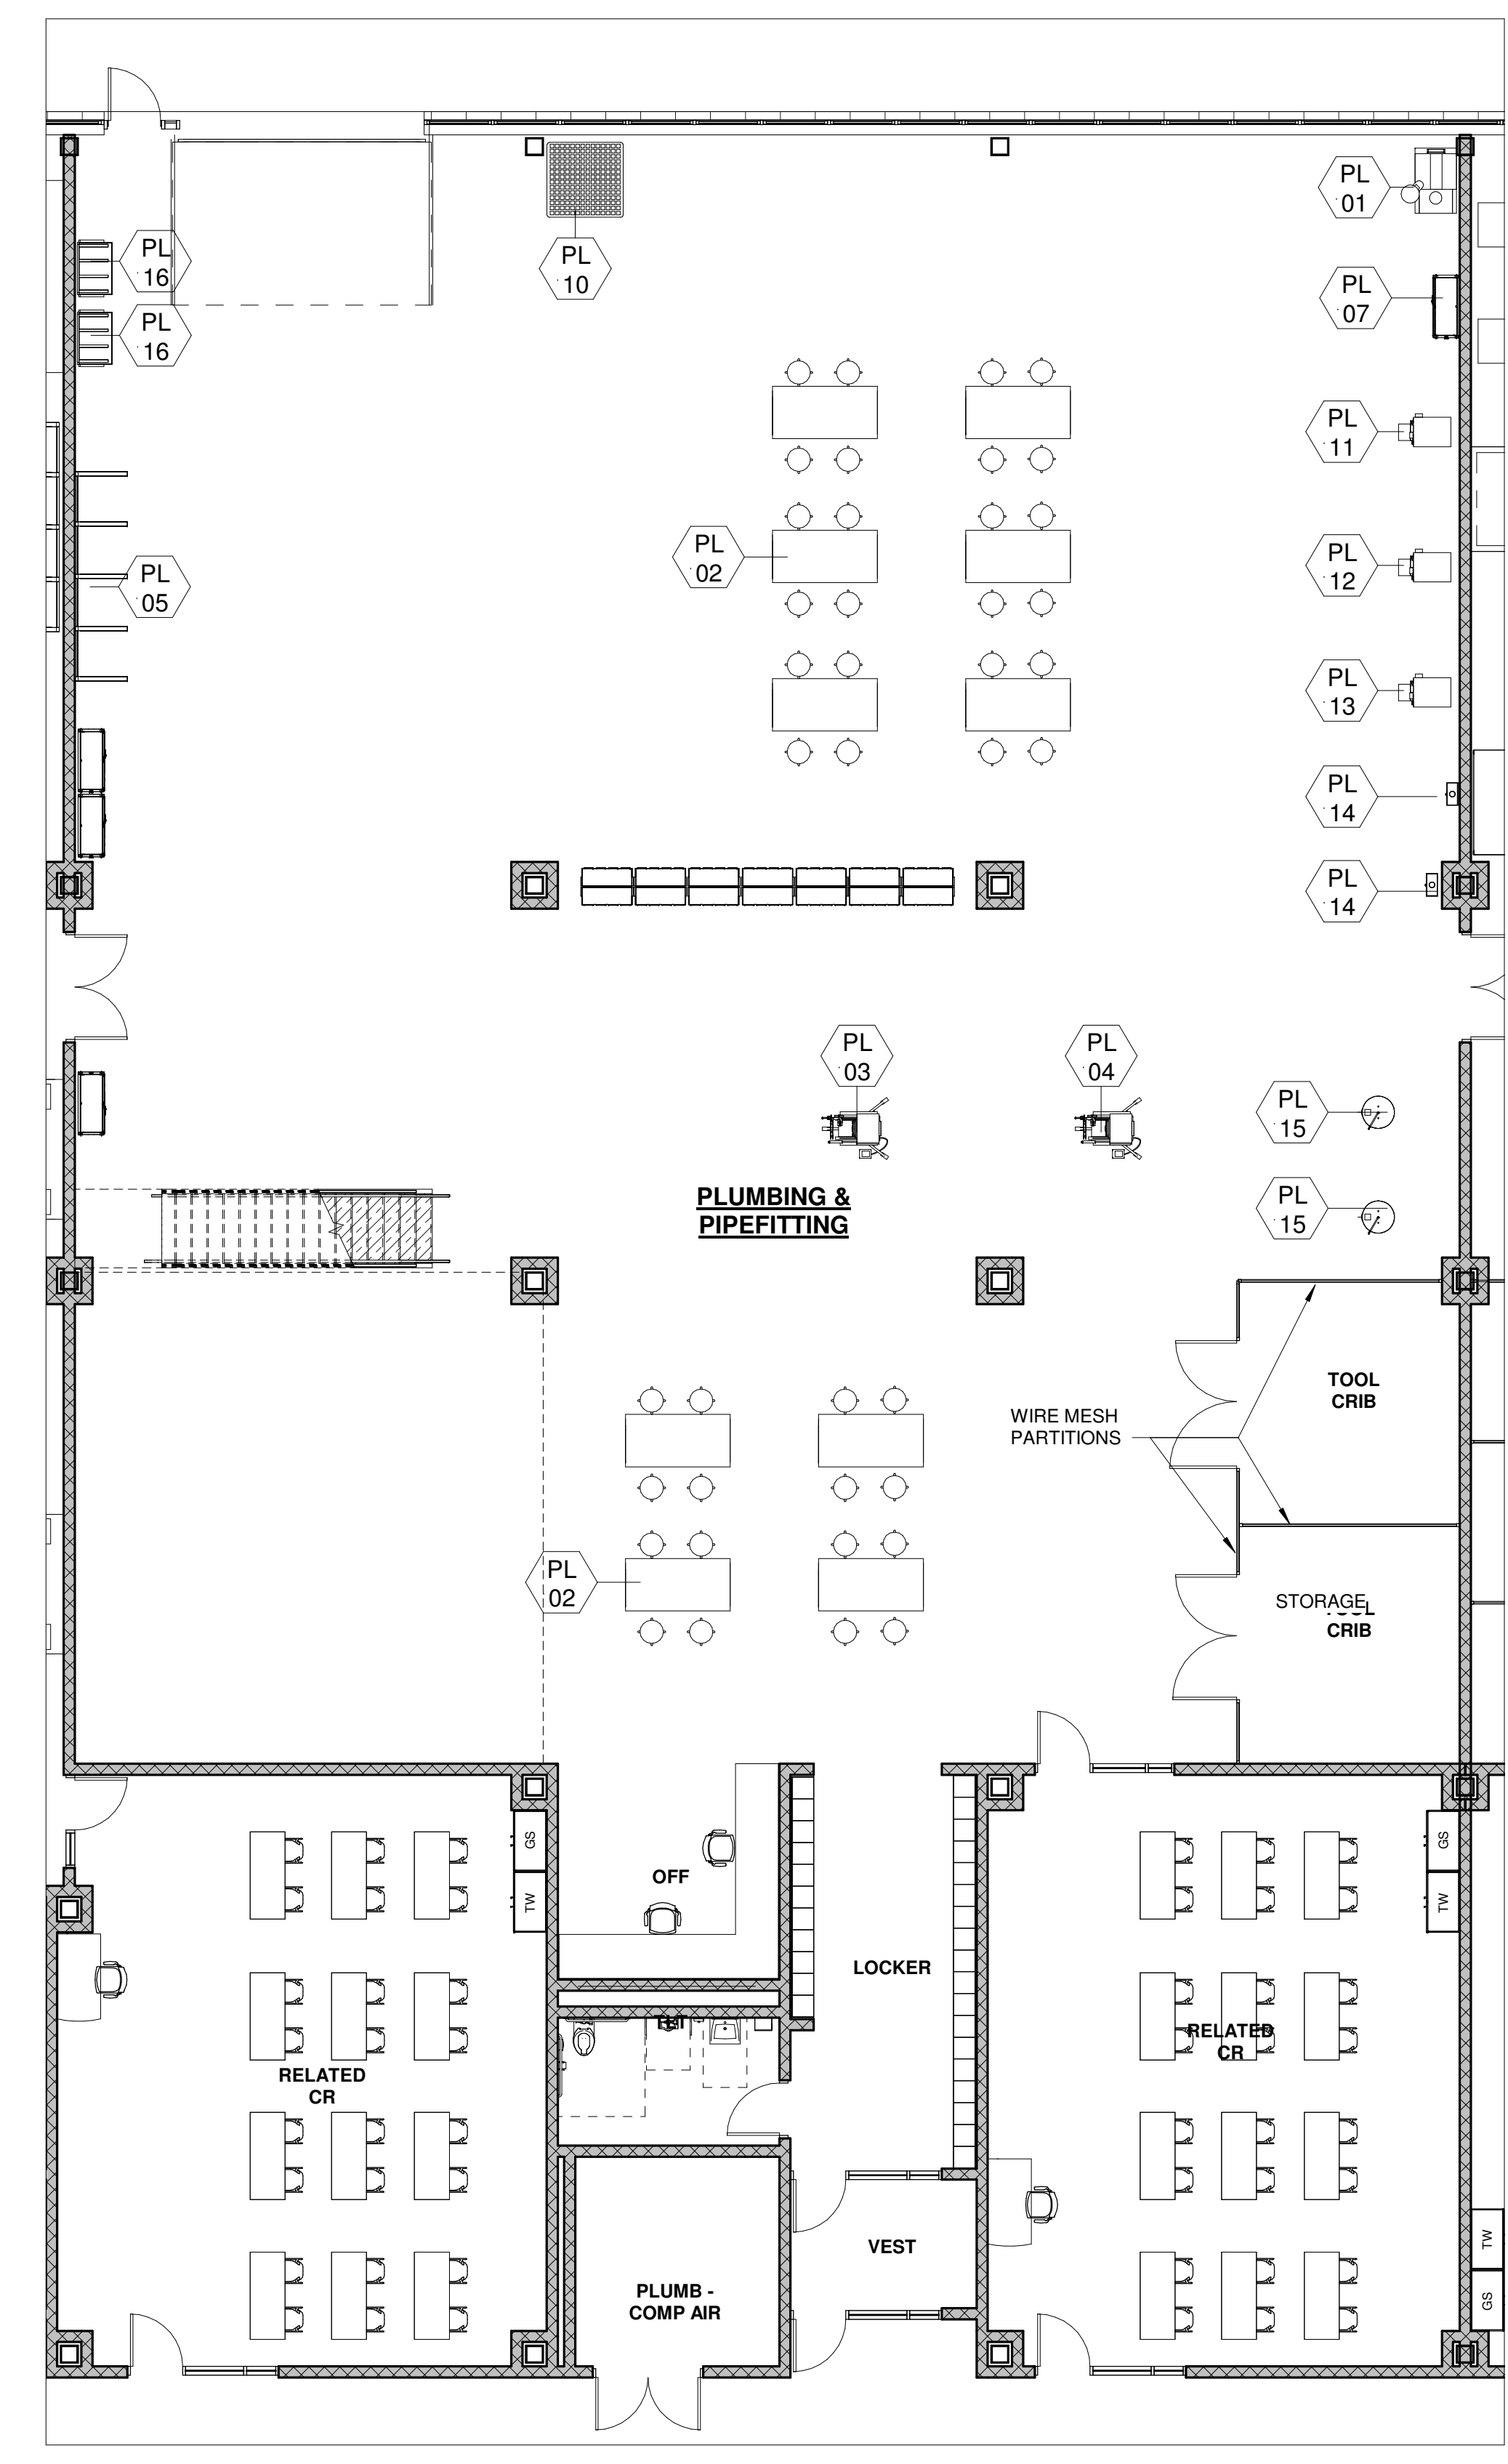 PL
01
PL
16
PL
10
PL
07
PL
16
PL
11
PL
02
PL
12
PL
05
PL
13
PL
14
PL
14
PL
03
PL
04
PL
15
PLUMBING &
PIPEFITTING
PL
15
TOOL
CRIB
WIRE MESH
PARTITIONS
PL
02
STORAGE
TOOL
CRIB
GS
TW
OFF
GS
TW
LOCKER
RELATED
CR
RELATED
CR
VEST
PLUMB -
COMP AIR
TW
GS